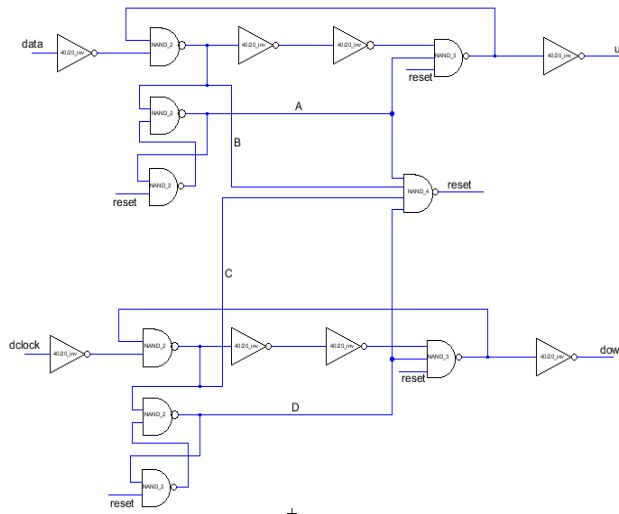 data
40/20_inv
NAND_2
40/20_inv
40/20_inv
NAND_3
reset
40/20_inv
u
NAND_2
A
B
NAND_2
reset
NAND_4
reset
C
dclock
40/20_inv
NAND_2
40/20_inv
40/20_inv
NAND_3
reset
40/20_inv
dow
NAND_2
D
NAND_2
reset